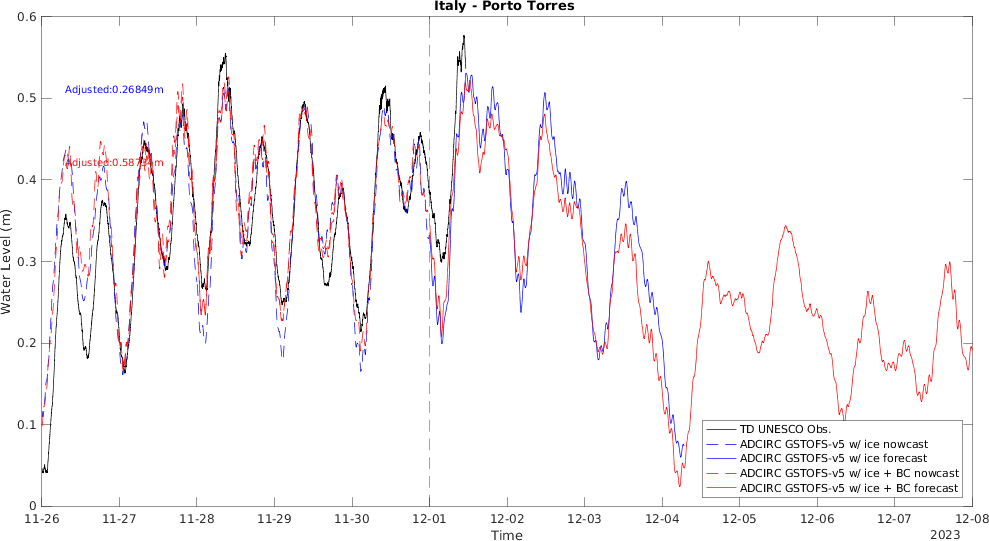 Italy - Porto Torres
0.6
0.5
0.4
0.3
0.2
0.1
0
Water Level (m)
Adjusted:0.26849m
11-26
11-27
11-28
11-29
11-30
12-01
12-02
12-03
12-04
12-05
12-06
12-07
12-08
Time
2023
TD UNESCO Obs.
ADCIRC GSTOFS-v5 w/ ice nowcast
ADCIRC GSTOFS-v5 w/ ice forecast
ADCIRC GSTOFS-v5 w/ ice + BC nowcast
ADCIRC GSTOFS-v5 w/ ice + BC forecast